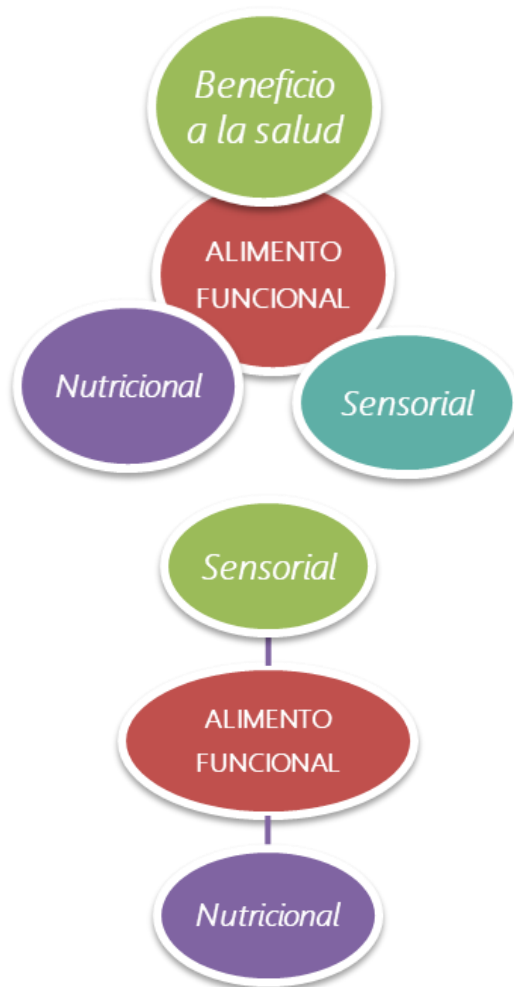 Beneficio
a la salud
ALIMENTO
FUNCIONAL
Nutricional
Sensorial
Sensorial
ALIMENTO
FUNCIONAL
Nutricional